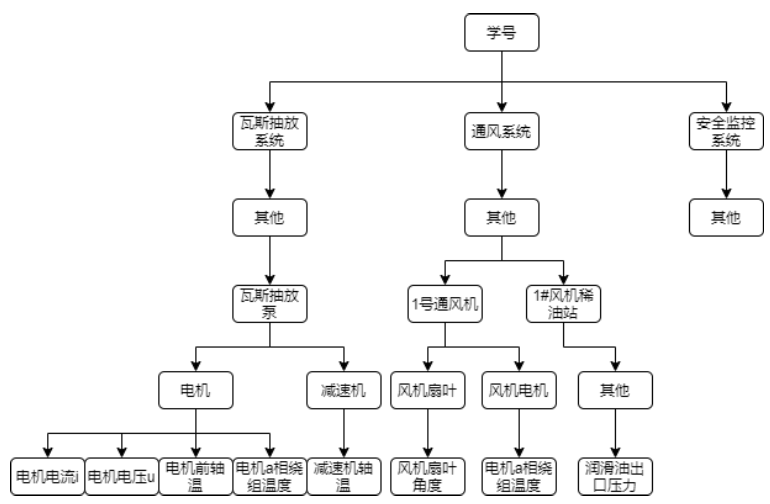 学号
瓦斯抽放
系统
通风系统
安全监控
系统
其他
其他
其他
瓦斯抽放
泵
1号通风机
1#风机稀
油站
电机
减速机
风机扇叶
风机电机
其他
电机电流i
电机电压u
电机前轴
温
电机a相绕
组温度
减速机轴
温
风机扇叶
角度
电机a相绕
组温度
润滑油出
口压力